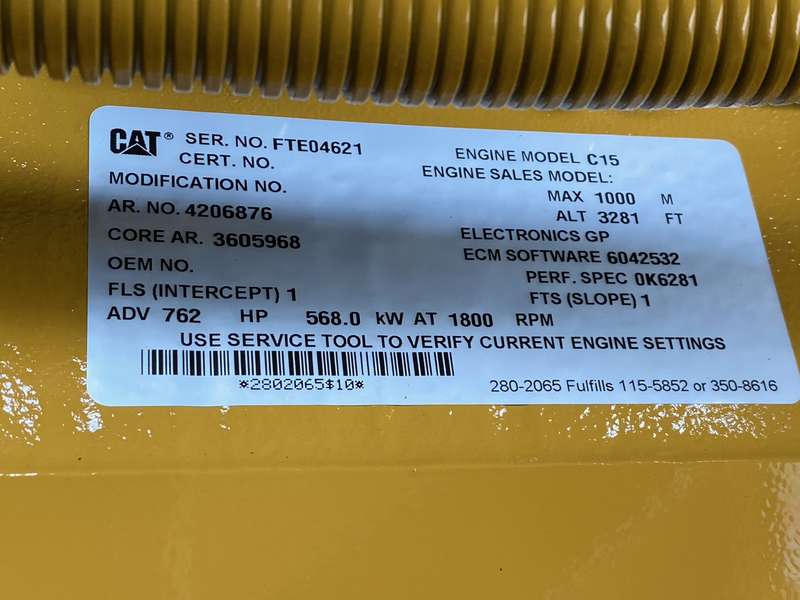 CAT® SER. NO. FTE04621 ENGINE MODEL C15
CERT. NO. ENGINE SALES MODEL:
MODIFICATION NO. MAX 1000 M
AR. NO. 4206876 ALT 3281 FT
CORE AR. 3605968 ELECTRONICS GP
ECM SOFTWARE 6042532
OEM NO. PERF. SPEC 0K6281
FLS (INTERCEPT) 1 FTS (SLOPE) 1
ADV 762 HP 568.0 kW AT 1800 RPM
USE SERVICE TOOL TO VERIFY CURRENT ENGINE SETTINGS
*2802065$10*
280-2065 Fulfills 115-5852 or 350-8616